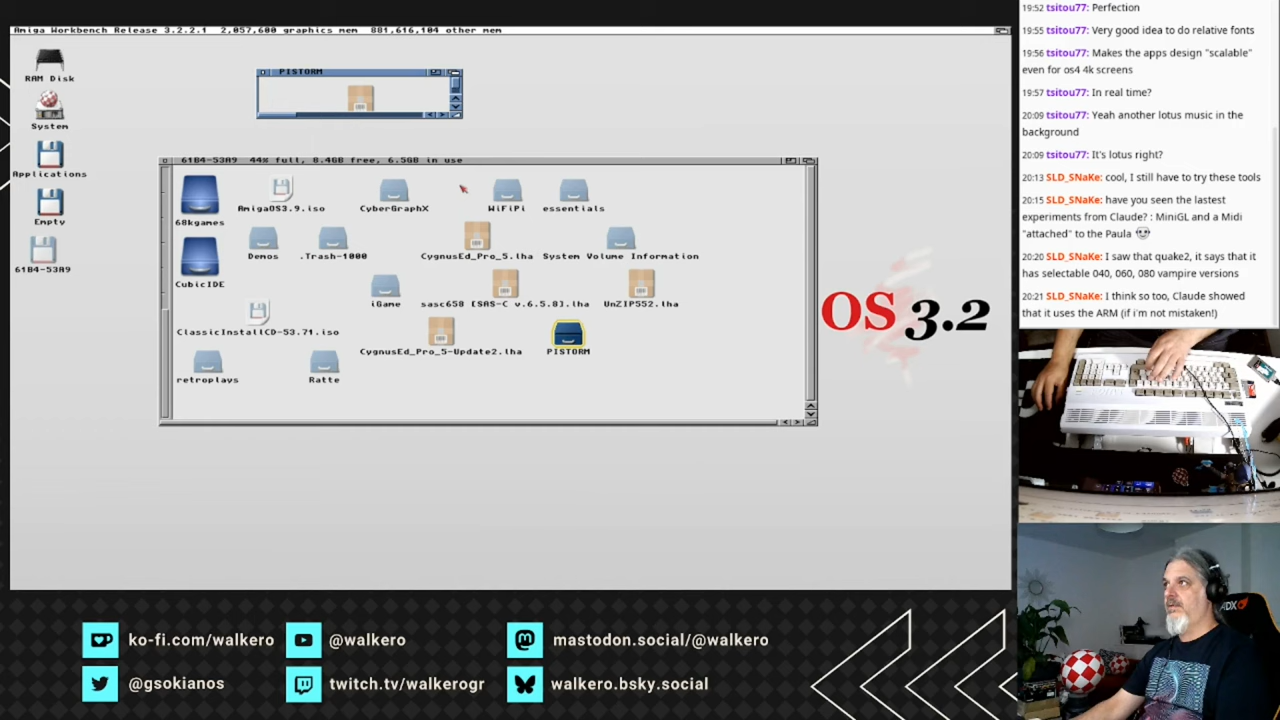 Amiga Workbench Release 3.2.2.1 2,057,600 graphics mem 881,616,104 other mem
RAM Disk
System
Applications
Empty
61B4-53A9
PISTORM
61B4-53A9 44% full, 8.4GB free, 6.5GB in use
68kgames
AmigaOS3.9.iso
CyberGraphX
WiFiPi
essentials
Demos
.Trash-1000
CygnusEd_Pro_5.lha
System Volume Information
CubicIDE
iGame
sasc658 [SAS-C v.6.5.8].lha
UnZIP552.lha
ClassicInstallCD-53.71.iso
CygnusEd_Pro_5-Update2.lha
PISTORM
retroplays
Ratte
OS 3.2
19:52 tsitou77: Perfection
19:55 tsitou77: Very good idea to do relative fonts
19:56 tsitou77: Makes the apps design "scalable"
even for os4 4k screens
19:57 tsitou77: In real time?
20:09 tsitou77: Yeah another lotus music in the
background
20:09 tsitou77: It's lotus right?
20:13 SLD_SNaKe: cool, I still have to try these tools
20:15 SLD_SNaKe: have you seen the lastest
experiments from Claude? : MiniGL and a Midi
"attached" to the Paula
20:20 SLD_SNaKe: I saw that quake2, it says that it
has selectable 040, 060, 080 vampire versions
20:21 SLD_SNaKe: I think so too, Claude showed
that it uses the ARM (if i'm not mistaken!)
ko-fi.com/walkero
@walkero
mastodon.social/@walkero
@gsokianos
twitch.tv/walkerogr
walkero.bsky.social